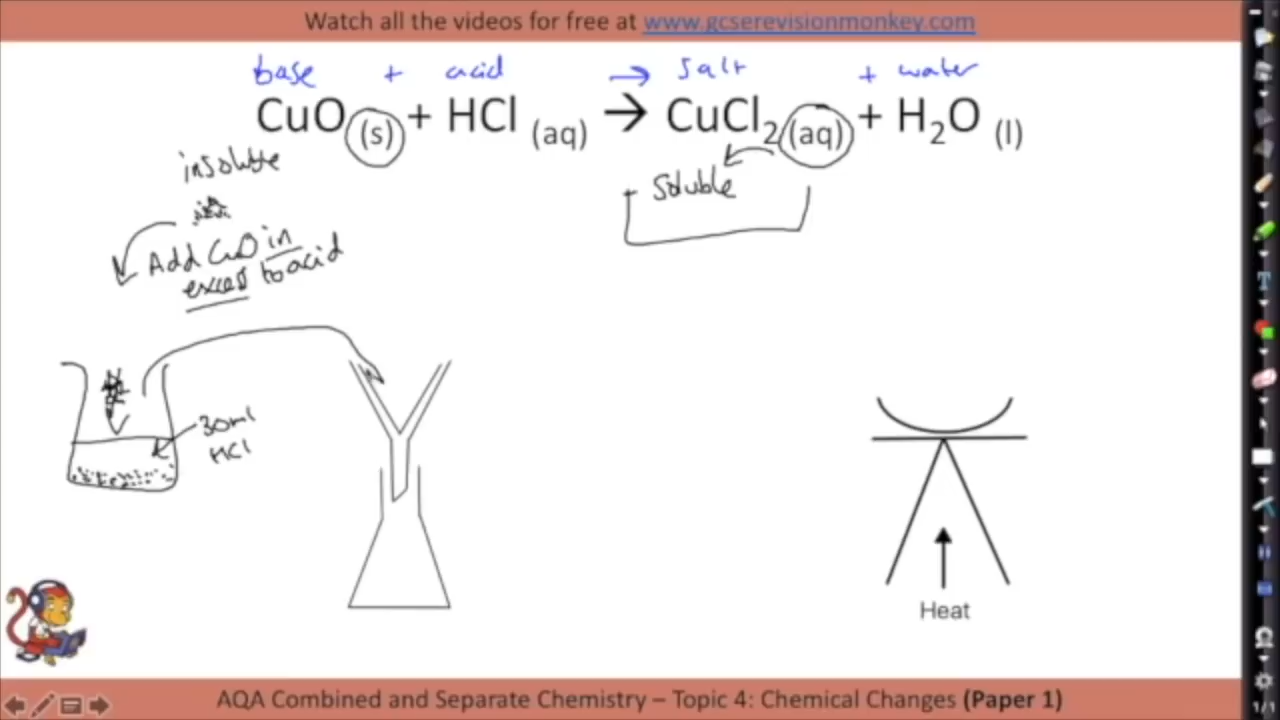 Watch all the videos for free at www.gcserevisionmonkey.com
base + acid → salt + water
CuO (s) + HCl (aq) → CuCl₂ (aq) + H₂O (l)
insoluble
soluble
Add CuO in
excess to acid
30ml
HCl
Heat
AQA Combined and Separate Chemistry – Topic 4: Chemical Changes (Paper 1)
1/1